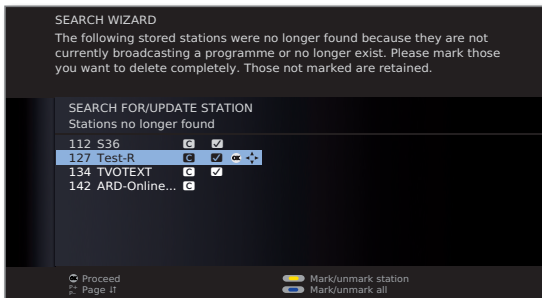 SEARCH WIZARD
The following stored stations were no longer found because they are not
currently broadcasting a programme or no longer exist. Please mark those
you want to delete completely. Those not marked are retained.
SEARCH FOR/UPDATE STATION
Stations no longer found
112 S36 C
127 Test-R C OK
134 TVOTEXT C
142 ARD-Online... C
OK Proceed Mark/unmark station
P+ P- Page Mark/unmark all